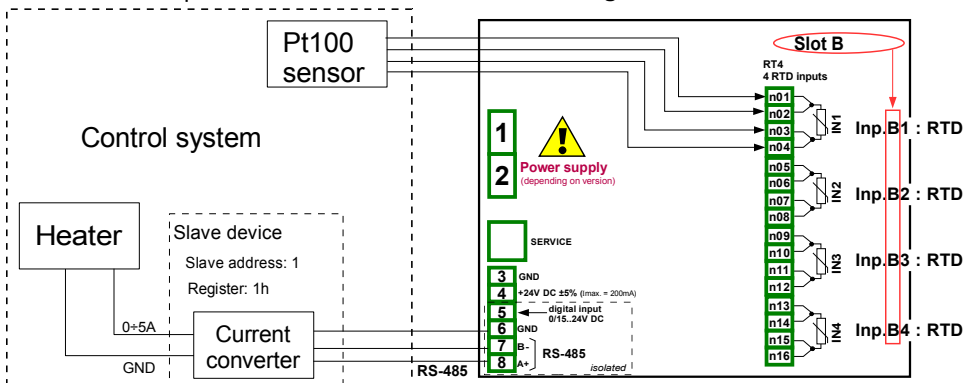 Pt100
sensor
Slot B
RT4
4 RTD inputs
n01
n02
n03
n04
IN1
Inp.B1 : RTD
Control system
1
2
Power supply
(depending on version)
n05
n06
n07
n08
IN2
Inp.B2 : RTD
Heater
Slave device
Slave address: 1
Register: 1h
SERVICE
n09
n10
n11
n12
IN3
Inp.B3 : RTD
3 GND
4 +24V DC ±5% (Imax. = 200mA)
5 digital input
0/15..24V DC
6 GND
7 B-
8 A+
RS-485
isolated
n13
n14
n15
n16
IN4
Inp.B4 : RTD
0÷5A
GND
Current
converter
RS-485